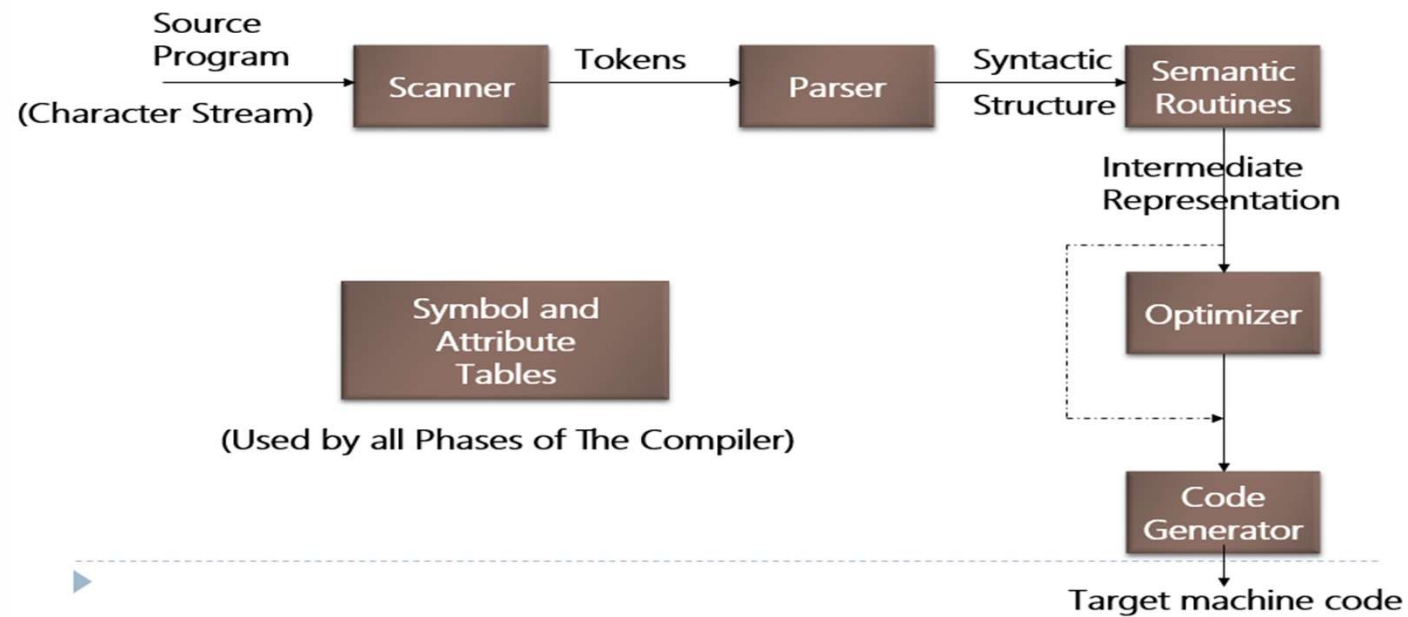 Source
Program
(Character Stream)
Scanner
Tokens
Parser
Syntactic
Structure
Semantic
Routines
Intermediate
Representation
Optimizer
Symbol and
Attribute
Tables
(Used by all Phases of The Compiler)
Code
Generator
Target machine code